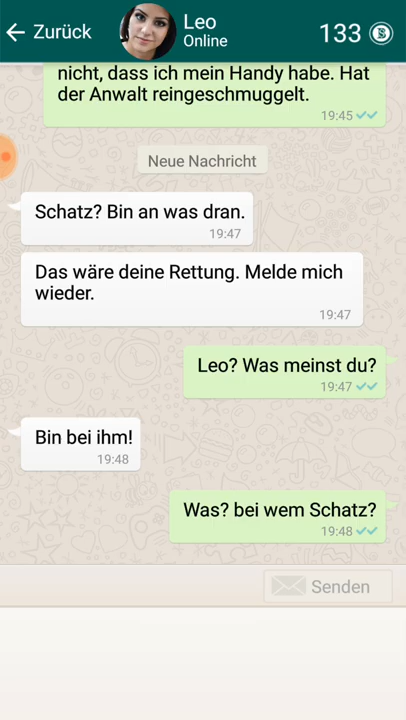 Zurück
Leo
Online
133
nicht, dass ich mein Handy habe. Hat
der Anwalt reingeschmuggelt.
19:45
Neue Nachricht
Schatz? Bin an was dran.
19:47
Das wäre deine Rettung. Melde mich
wieder.
19:47
Leo? Was meinst du?
19:47
Bin bei ihm!
19:48
Was? bei wem Schatz?
19:48
Senden